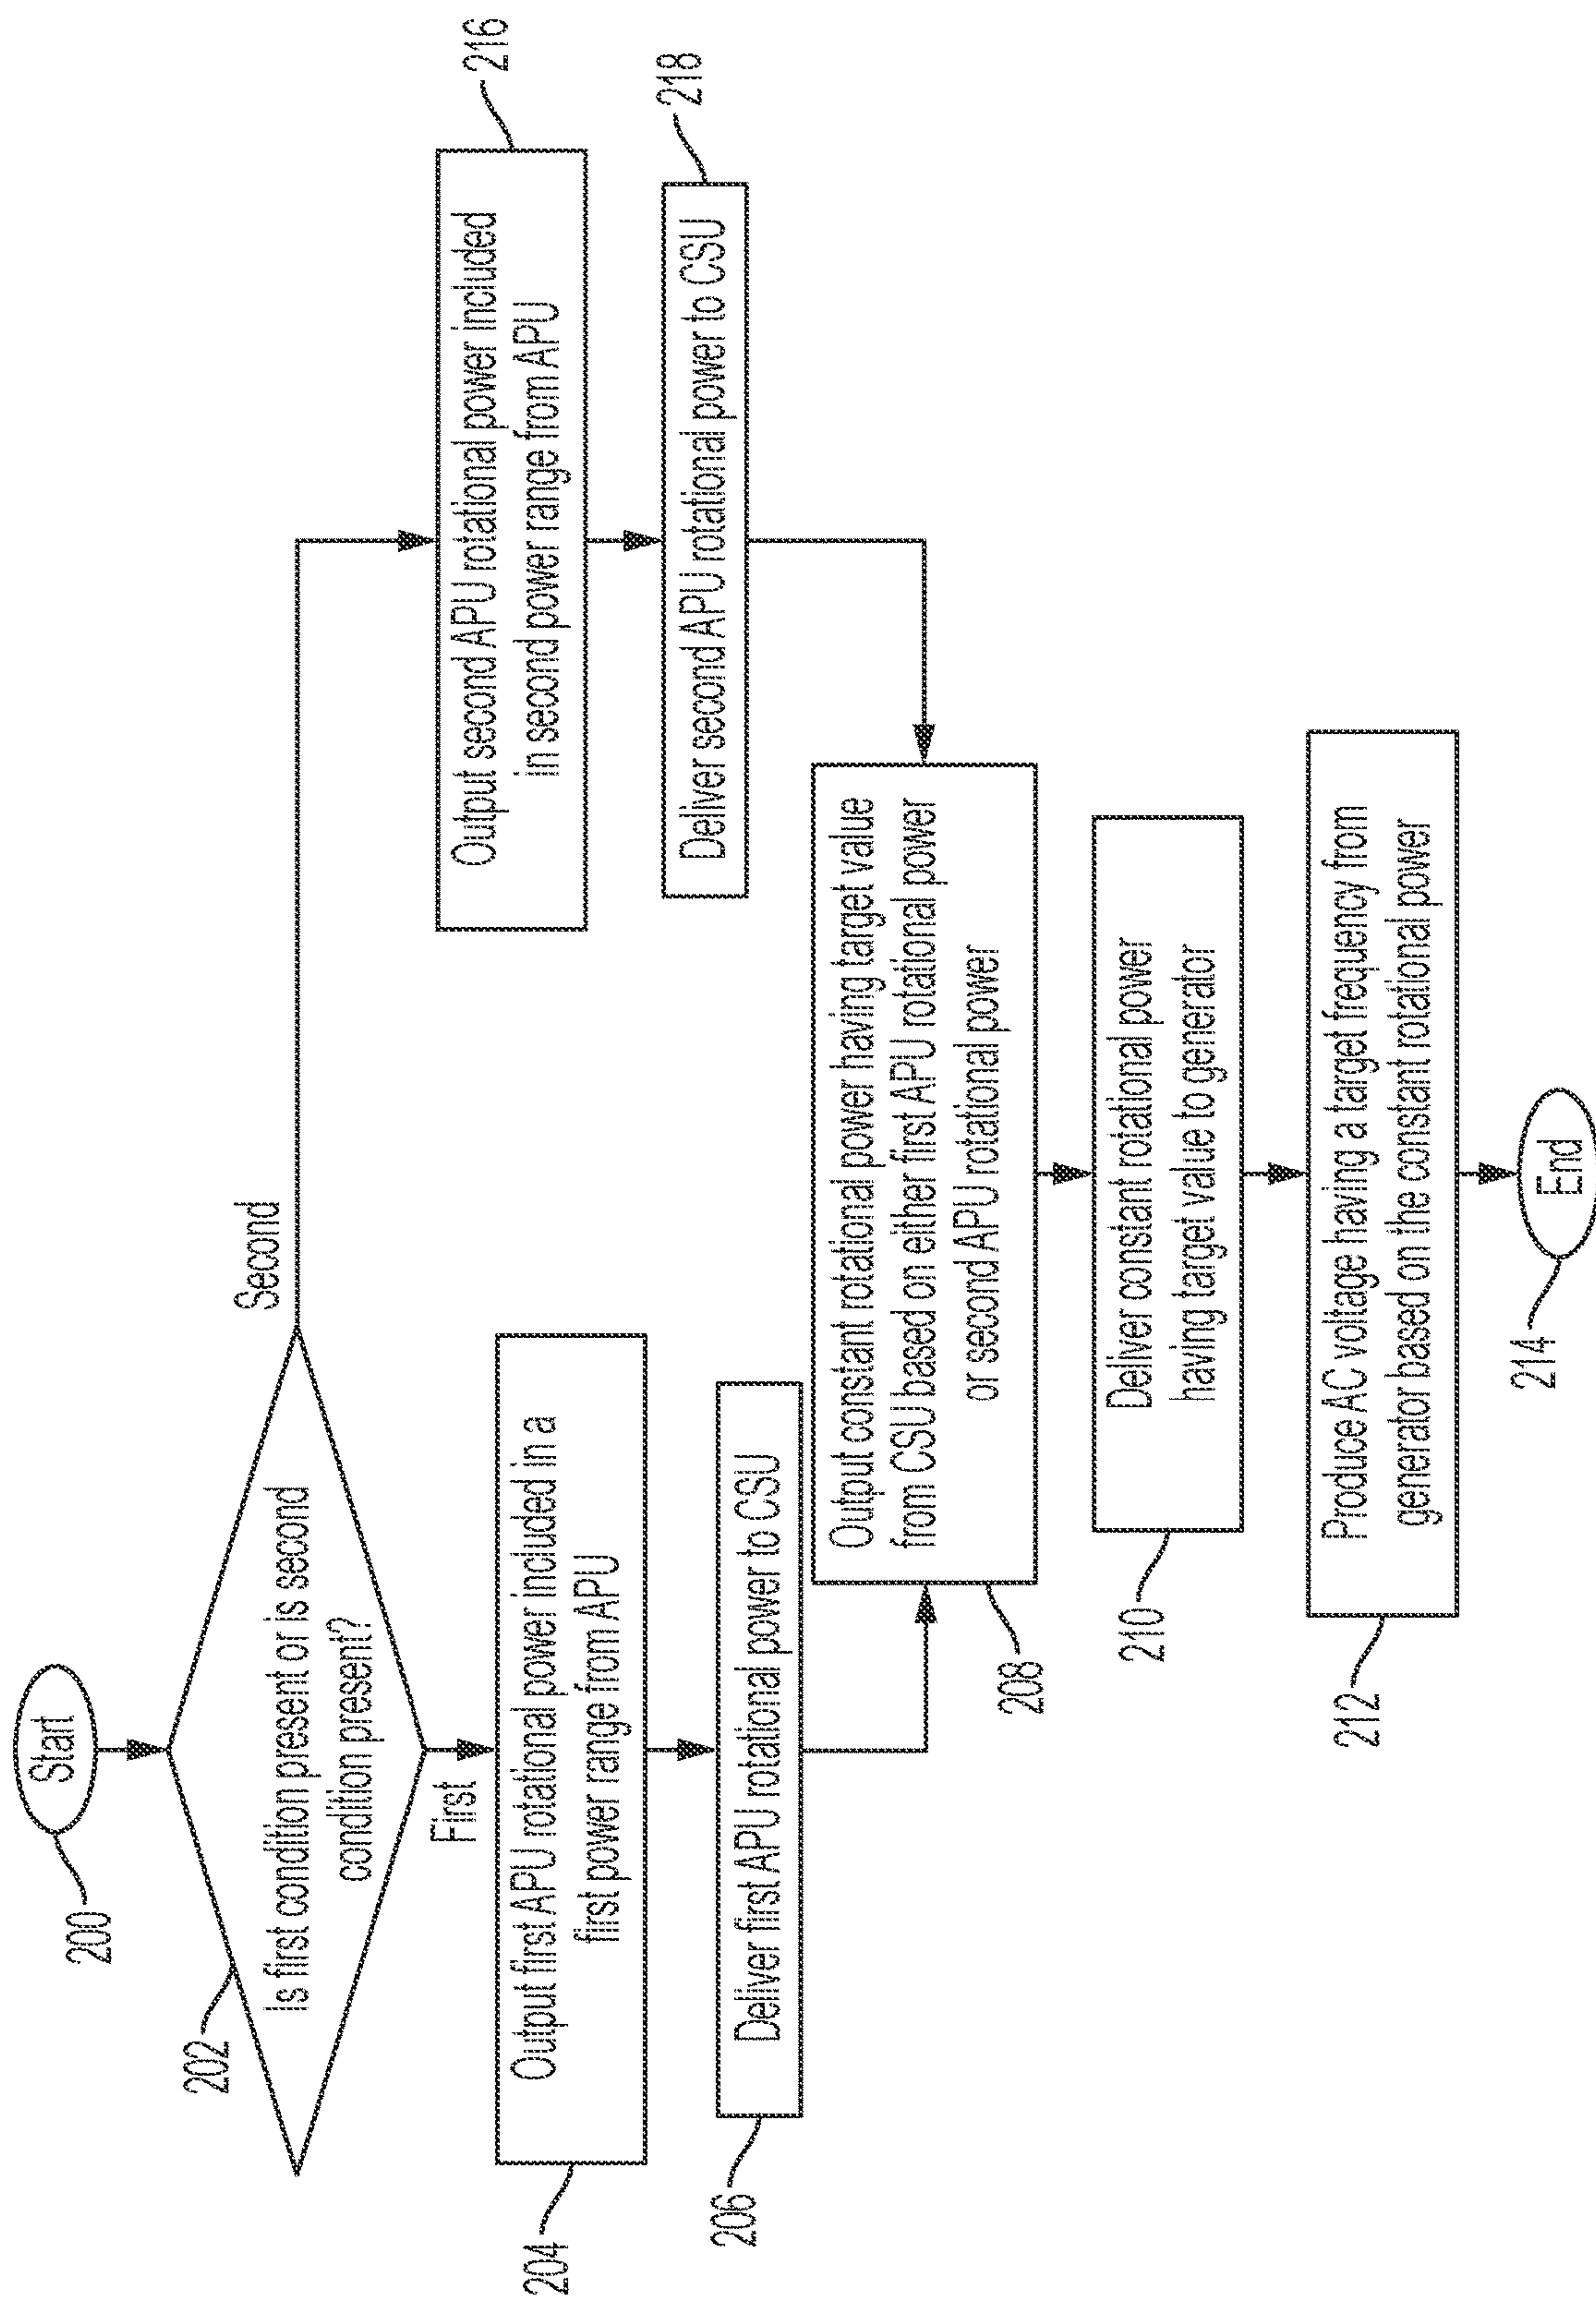 200
Start
202
Is first condition present or is second
condition present?
First
Second
204
Output first APU rotational power included in a
first power range from APU
206
Deliver first APU rotational power to CSU
216
Output second APU rotational power included
in second power range from APU
218
Deliver second APU rotational power to CSU
208
Output constant rotational power having target value
from CSU based on either first APU rotational power
or second APU rotational power
210
Deliver constant rotational power
having target value to generator
212
Produce AC voltage having a target frequency from
generator based on the constant rotational power
214
End